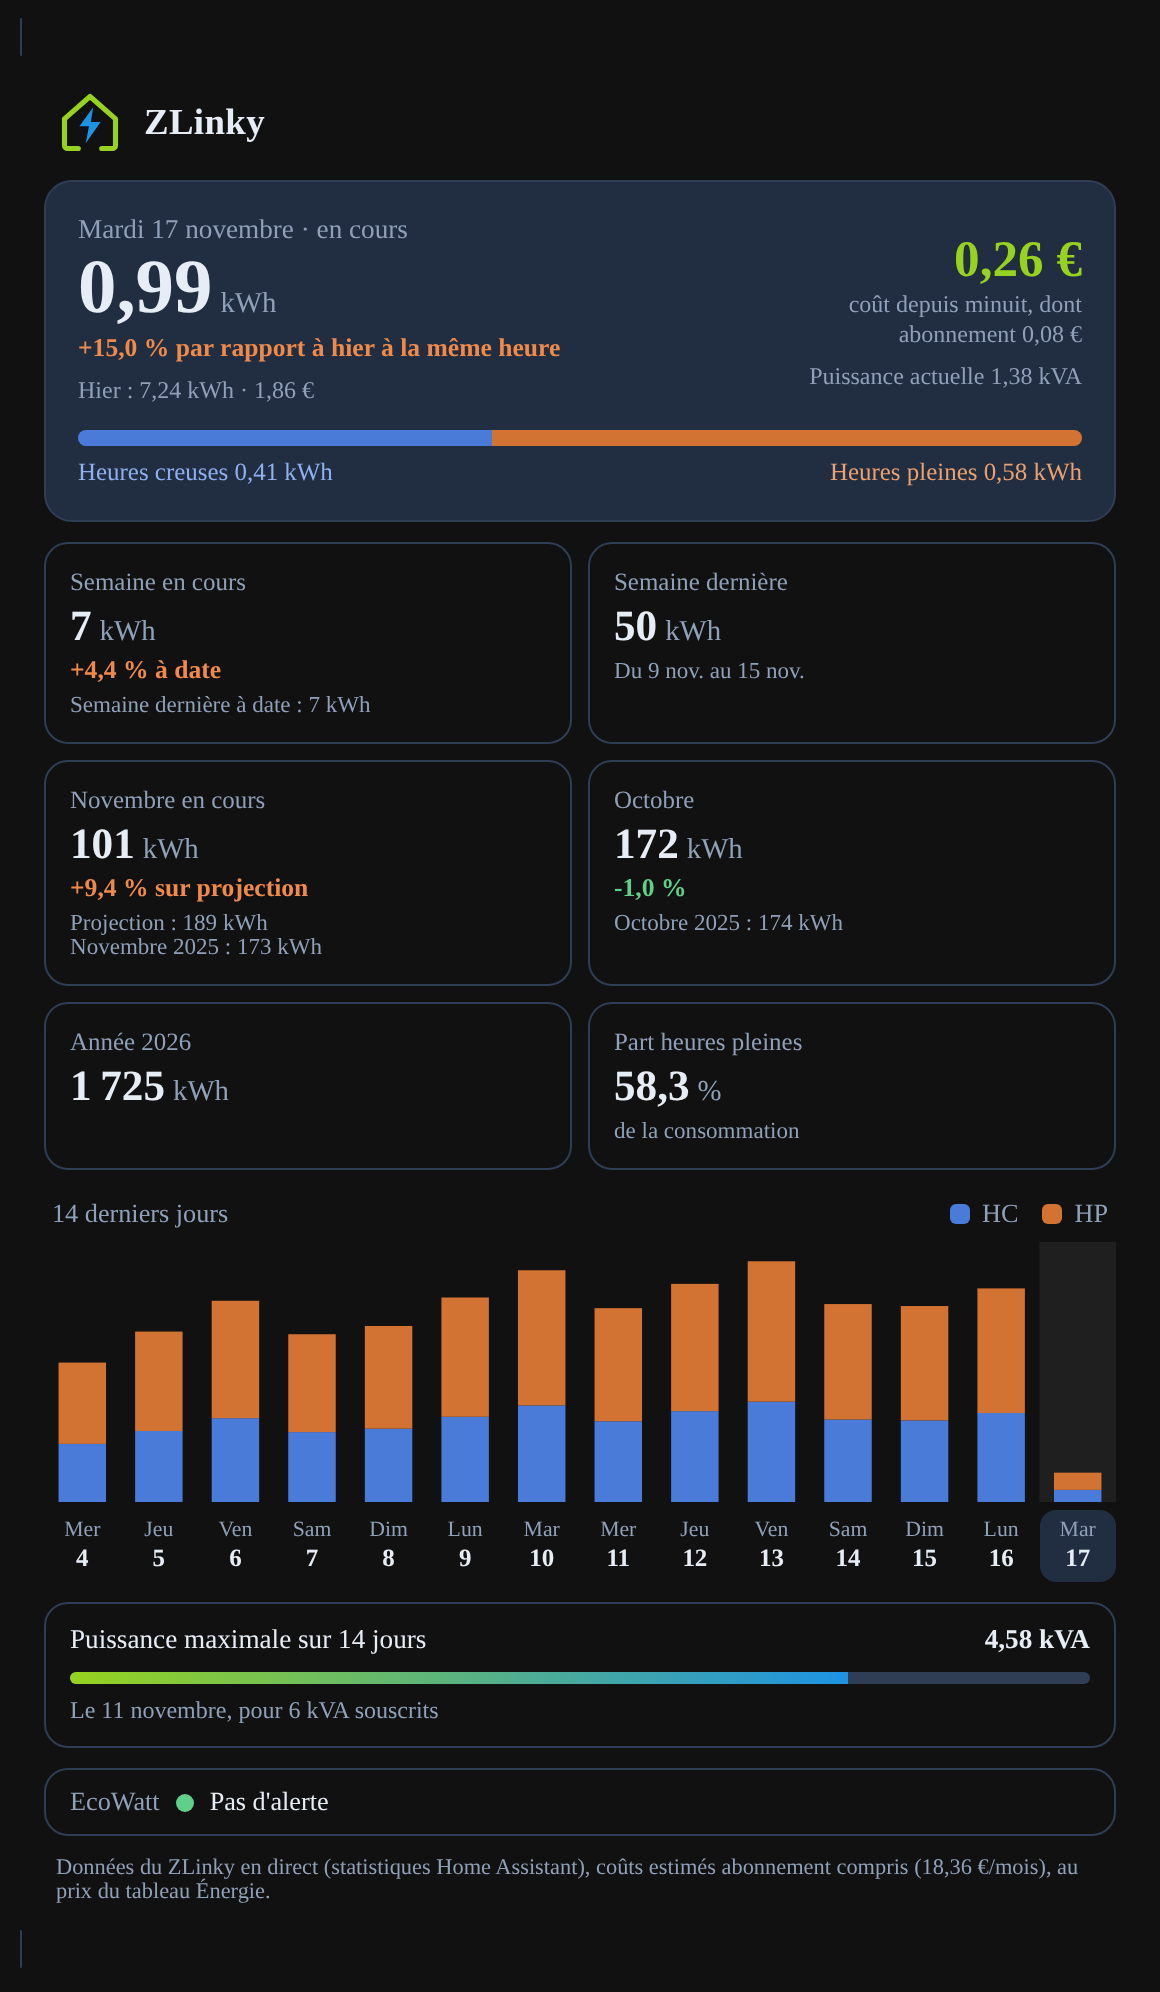 ZLinky
Mardi 17 novembre · en cours
0,99 kWh
+15,0 % par rapport à hier à la même heure
Hier : 7,24 kWh · 1,86 €
0,26 €
coût depuis minuit, dont
abonnement 0,08 €
Puissance actuelle 1,38 kVA
Heures creuses 0,41 kWh
Heures pleines 0,58 kWh
Semaine en cours
7 kWh
+4,4 % à date
Semaine dernière à date : 7 kWh
Semaine dernière
50 kWh
Du 9 nov. au 15 nov.
Novembre en cours
101 kWh
+9,4 % sur projection
Projection : 189 kWh
Novembre 2025 : 173 kWh
Octobre
172 kWh
-1,0 %
Octobre 2025 : 174 kWh
Année 2026
1 725 kWh
Part heures pleines
58,3 %
de la consommation
14 derniers jours
HC HP
Mer Jeu Ven Sam Dim Lun Mar Mer Jeu Ven Sam Dim Lun Mar
4 5 6 7 8 9 10 11 12 13 14 15 16 17
Puissance maximale sur 14 jours
4,58 kVA
Le 11 novembre, pour 6 kVA souscrits
EcoWatt Pas d'alerte
Données du ZLinky en direct (statistiques Home Assistant), coûts estimés abonnement compris (18,36 €/mois), au
prix du tableau Énergie.